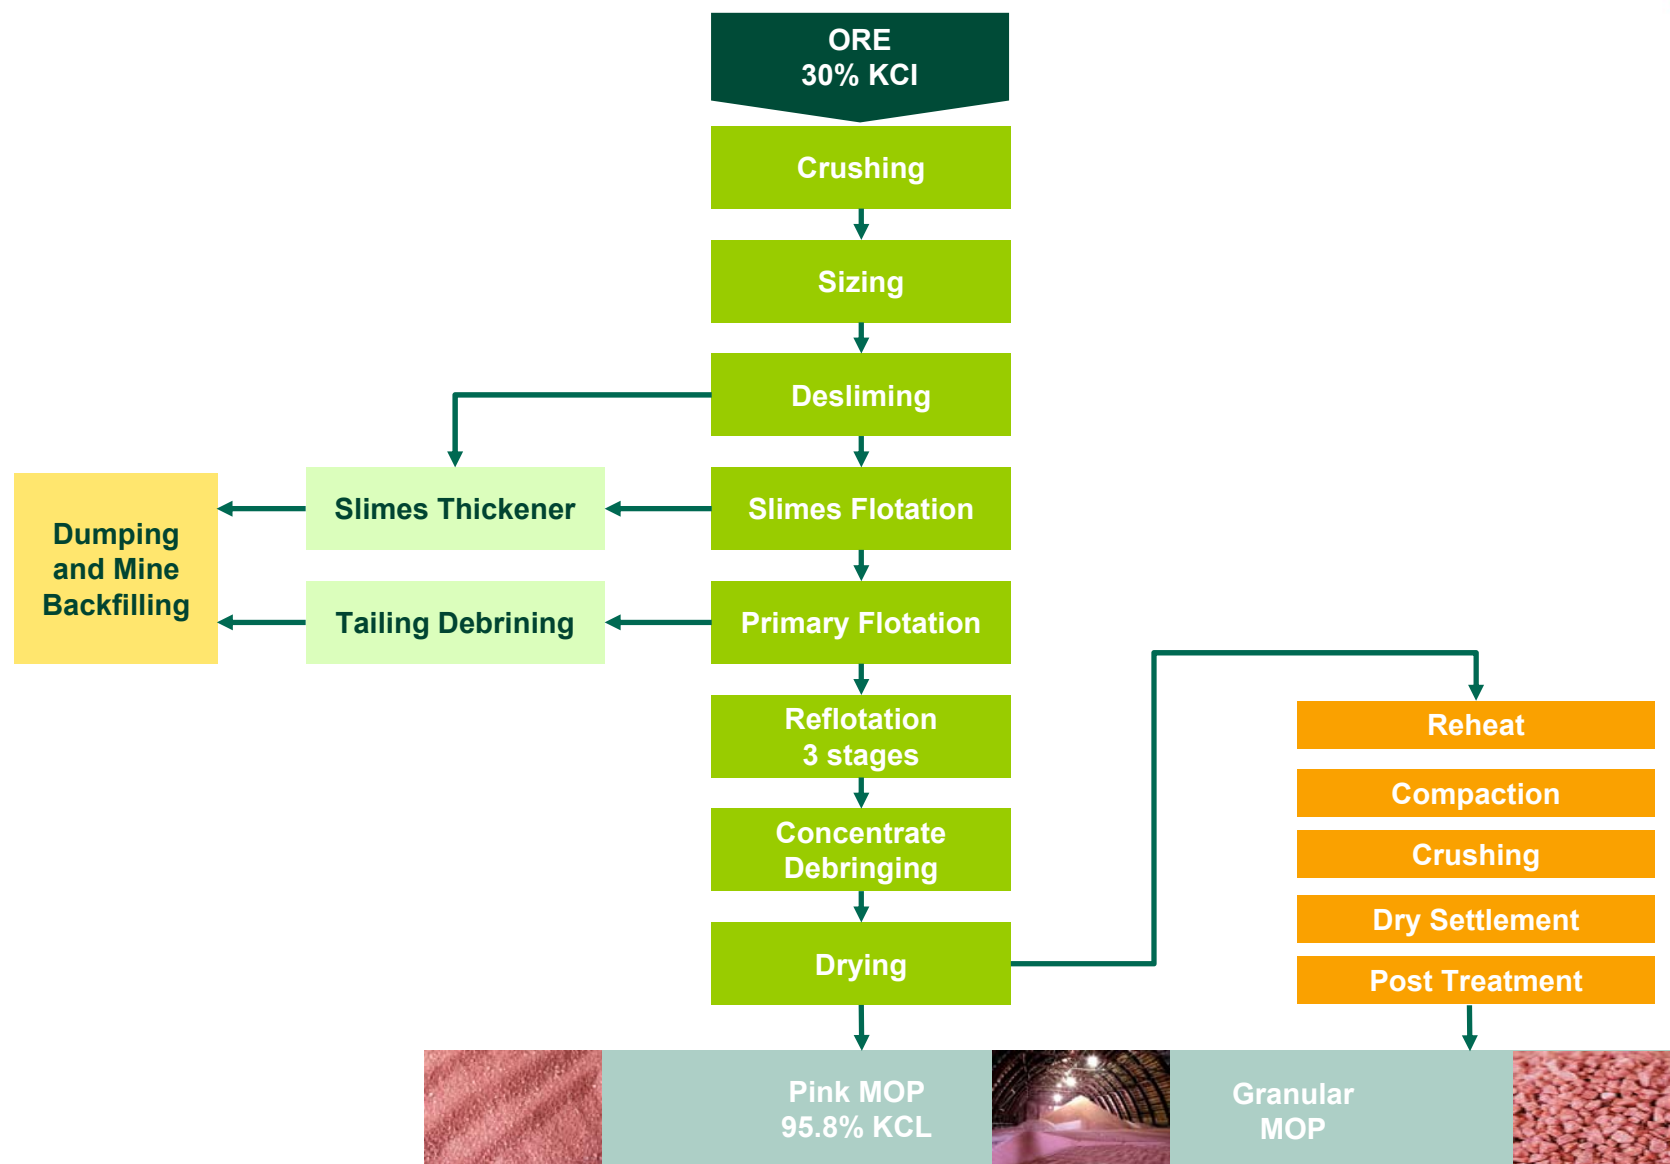 ORE
30% KCl
Crushing
Sizing
Desliming
Slimes Thickener
Slimes Flotation
Dumping
and Mine
Backfilling
Tailing Debrining
Primary Flotation
Reflotation
3 stages
Concentrate
Debringing
Drying
Reheat
Compaction
Crushing
Dry Settlement
Post Treatment
Pink MOP
95.8% KCL
Granular
MOP